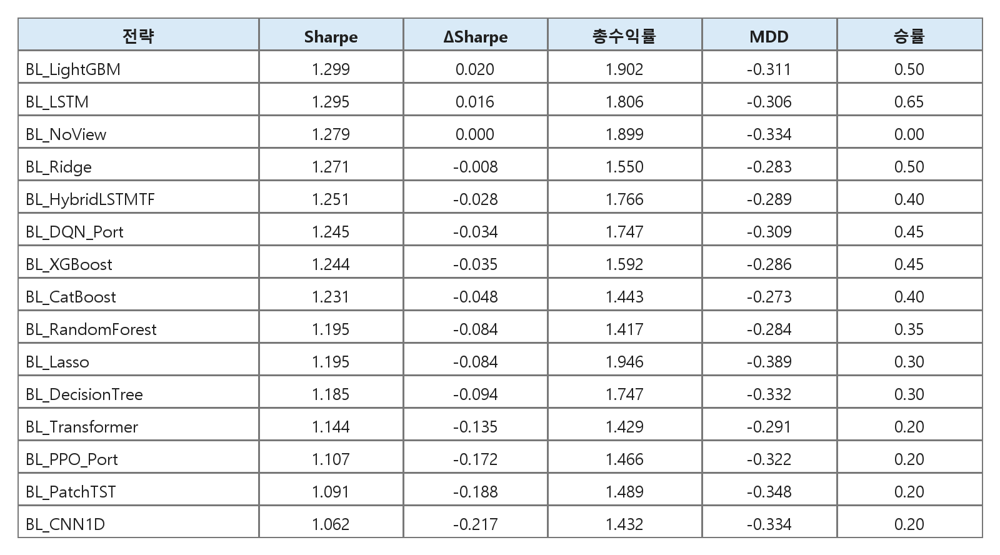 전략 Sharpe ΔSharpe 총수익률 MDD 승률
BL_LightGBM 1.299 0.020 1.902 -0.311 0.50
BL_LSTM 1.295 0.016 1.806 -0.306 0.65
BL_NoView 1.279 0.000 1.899 -0.334 0.00
BL_Ridge 1.271 -0.008 1.550 -0.283 0.50
BL_HybridLSTMTF 1.251 -0.028 1.766 -0.289 0.40
BL_DQN_Port 1.245 -0.034 1.747 -0.309 0.45
BL_XGBoost 1.244 -0.035 1.592 -0.286 0.45
BL_CatBoost 1.231 -0.048 1.443 -0.273 0.40
BL_RandomForest 1.195 -0.084 1.417 -0.284 0.35
BL_Lasso 1.195 -0.084 1.946 -0.389 0.30
BL_DecisionTree 1.185 -0.094 1.747 -0.332 0.30
BL_Transformer 1.144 -0.135 1.429 -0.291 0.20
BL_PPO_Port 1.107 -0.172 1.466 -0.322 0.20
BL_PatchTST 1.091 -0.188 1.489 -0.348 0.20
BL_CNN1D 1.062 -0.217 1.432 -0.334 0.20